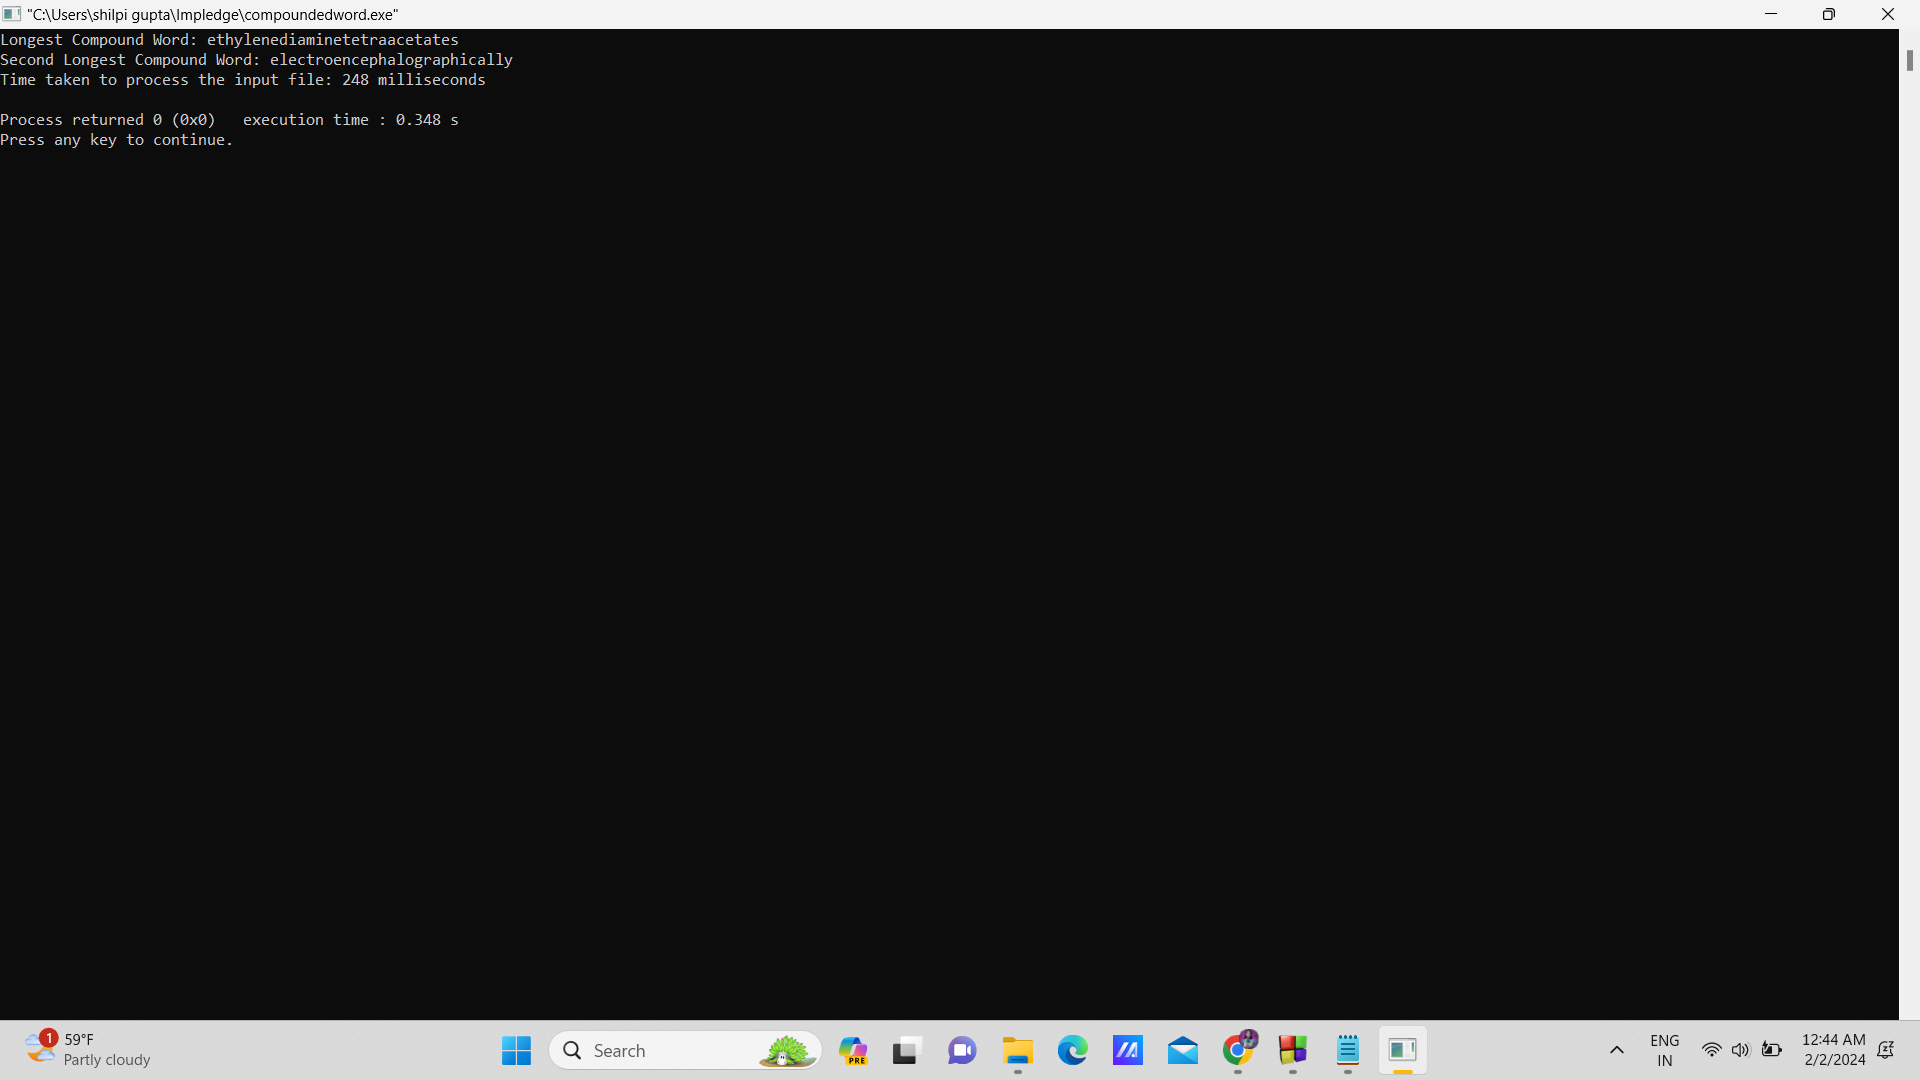 "C:\Users\shilpi gupta\Impledge\compoundedword.exe"
Longest Compound Word: ethylenediaminetetraacetates
Second Longest Compound Word: electroencephalographically
Time taken to process the input file: 248 milliseconds
Process returned 0 (0x0)   execution time : 0.348 s
Press any key to continue.
1
59°F
Partly cloudy
Search
PRE
ENG
IN
12:44 AM
2/2/2024